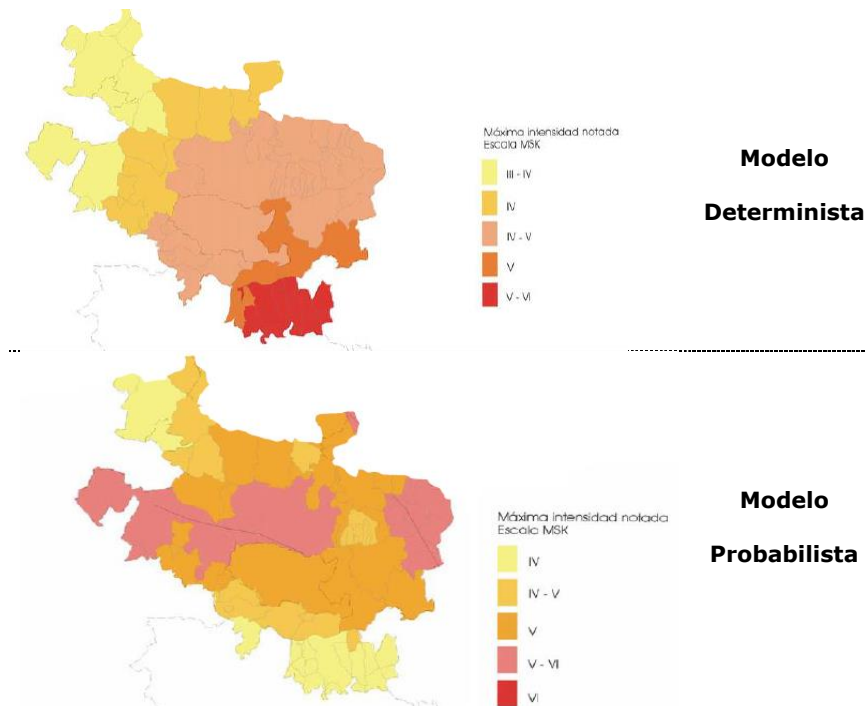 Máxima intensidad notada
Escala MSK
III - IV
IV
IV - V
V
V - VI
Modelo
Determinista
Máxima intensidad notada
Escala MSK
IV
IV - V
V
V - VI
VI
Modelo
Probabilista